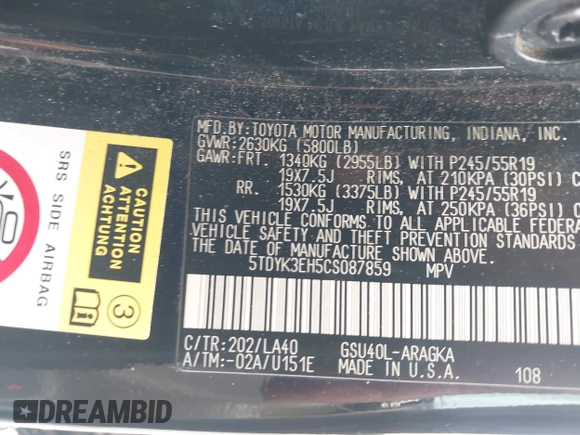 MFD.BY:TOYOTA MOTOR MANUFACTURING, INDIANA, INC.
GVWR:2630KG (5800LB)
GAWR:FRT. 1340KG (2955LB) WITH P245/55R19
19X7.5J RIMS, AT 210KPA (30PSI) C
RR. 1530KG (3375LB) WITH P245/55R19
19X7.5J RIMS, AT 250KPA (36PSI) C
THIS VEHICLE CONFORMS TO ALL APPLICABLE FEDERA
VEHICLE SAFETY AND THEFT PREVENTION STANDARDS
MANUFACTURE SHOWN ABOVE.
5TDYK3EH5CS087859 MPV
C/TR:202/LA40 GSU40L-ARAGKA
A/TM:-02A/U151E MADE IN U.S.A. 108
SRS SIDE AIRBAG
CAUTION
ATTENTION
ACHTUNG
3
DREAMBID